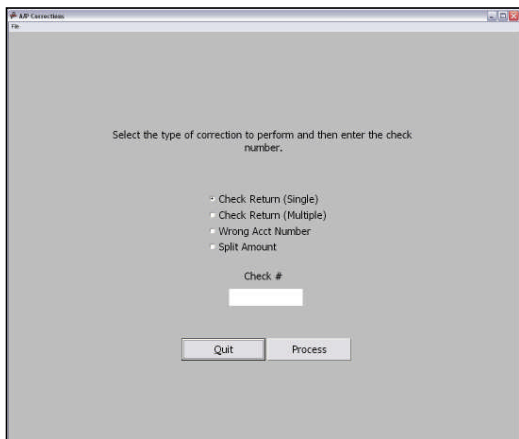 A/P Corrections
File
Select the type of correction to perform and then enter the check
number.
Check Return (Single)
Check Return (Multiple)
Wrong Acct Number
Split Amount
Check #
Quit
Process